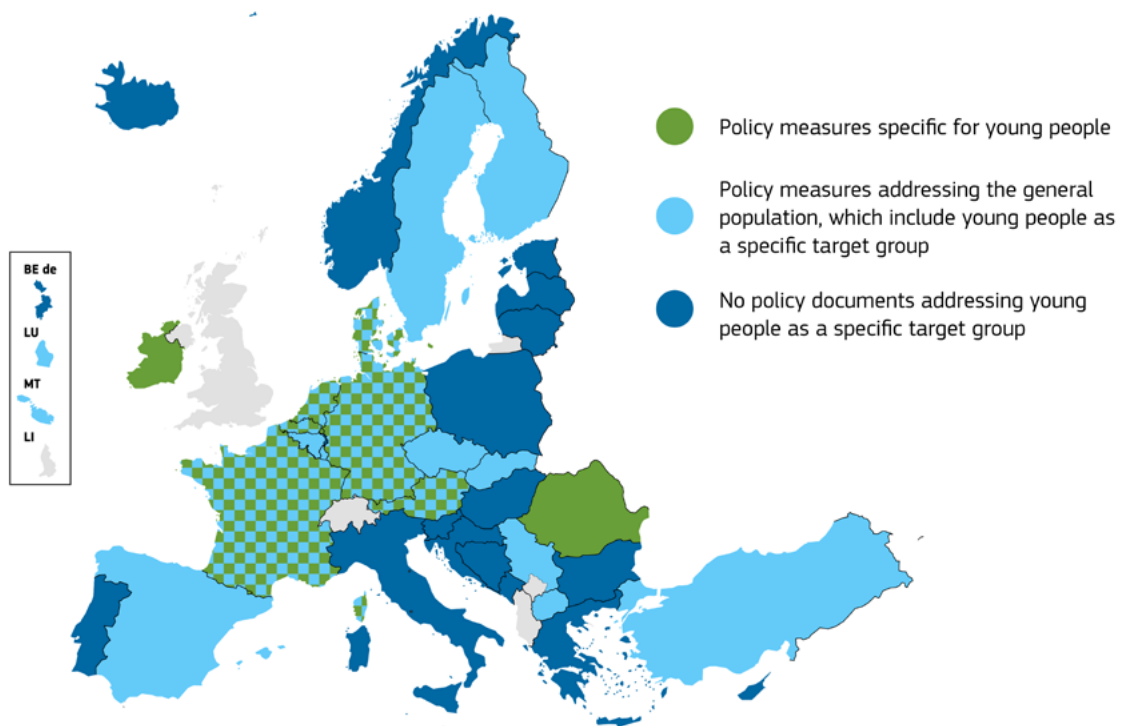 Policy measures specific for young people
Policy measures addressing the general
population, which include young people as
a specific target group
No policy documents addressing young
people as a specific target group
BE de
LU
MT
LI